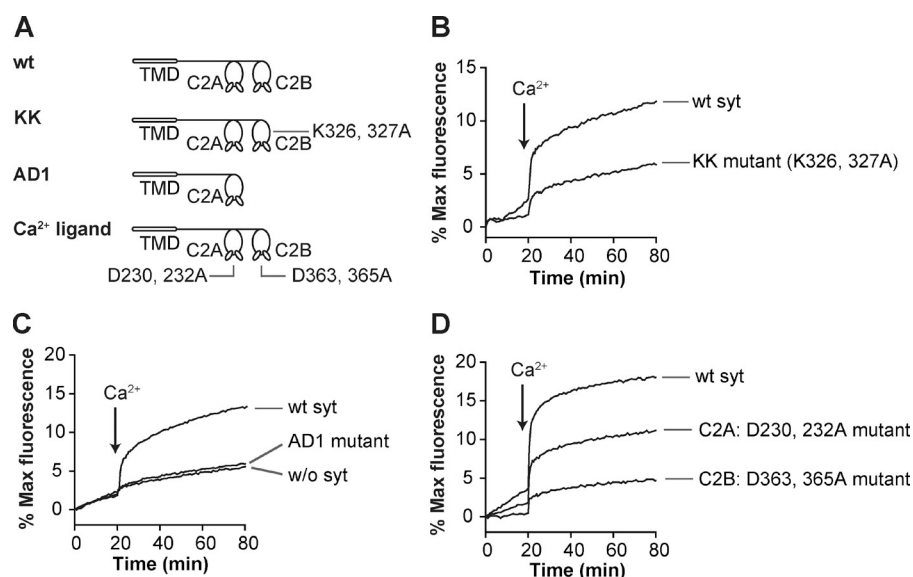 A
wt
TMD
C2A
C2B
KK
TMD
C2A
C2B
K326, 327A
AD1
C2A
Ca²⁺ ligand
TMD
C2A
C2B
D230, 232A
D363, 365A
B
% Max fluorescence
15
10
5
0
Ca²⁺
wt syt
KK mutant (K326, 327A)
0 20 40 60 80
Time (min)
C
% Max fluorescence
20
15
10
5
0
Ca²⁺
wt syt
AD1 mutant
w/o syt
0 20 40 60 80
Time (min)
D
% Max fluorescence
20
15
10
5
0
Ca²⁺
wt syt
C2A: D230, 232A mutant
C2B: D363, 365A mutant
0 20 40 60 80
Time (min)